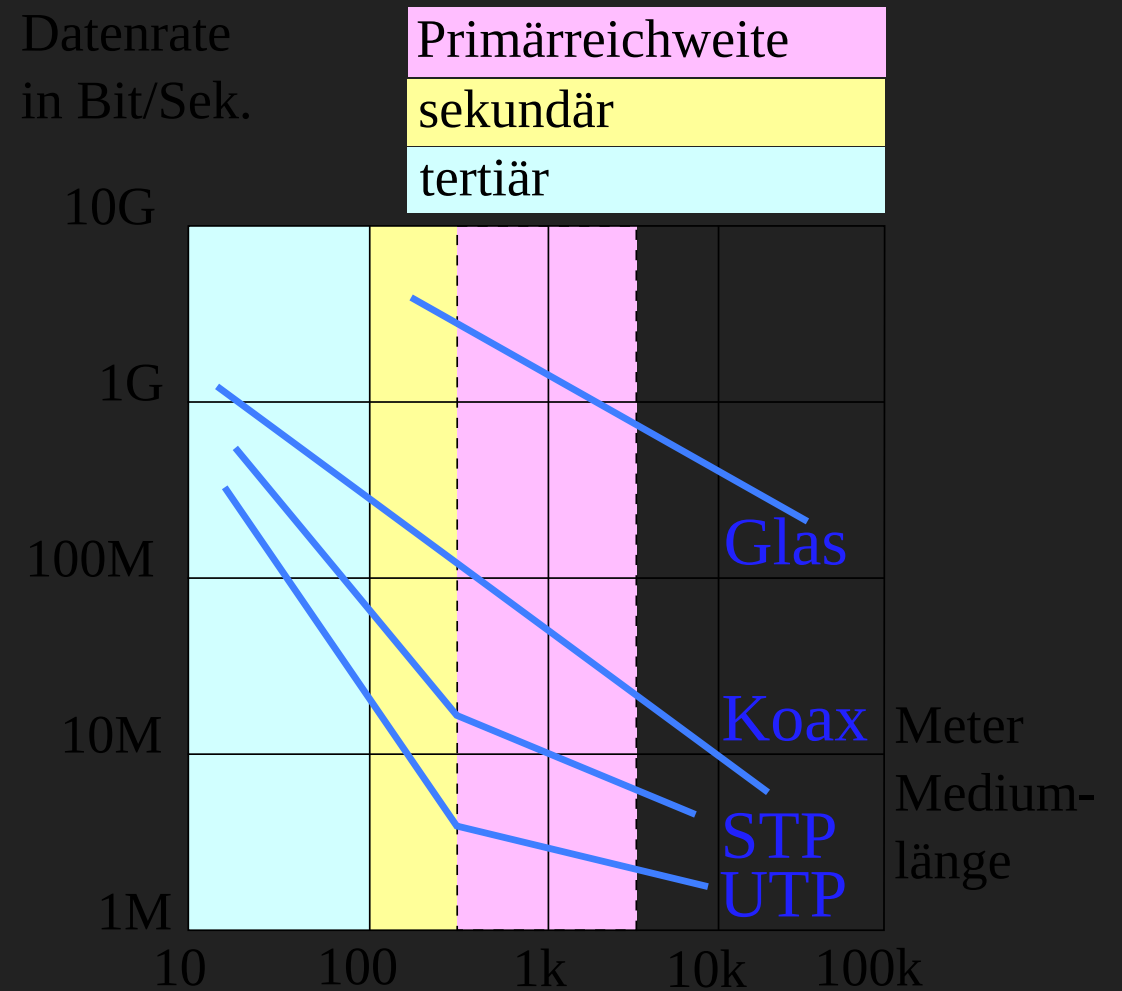 Datenrate
in Bit/Sek.
Primärreichweite
sekundär
tertiär
10G
1G
100M
10M
1M
Glas
Koax
STP
UTP
Meter
Medium-
länge
10
100
1k
10k
100k